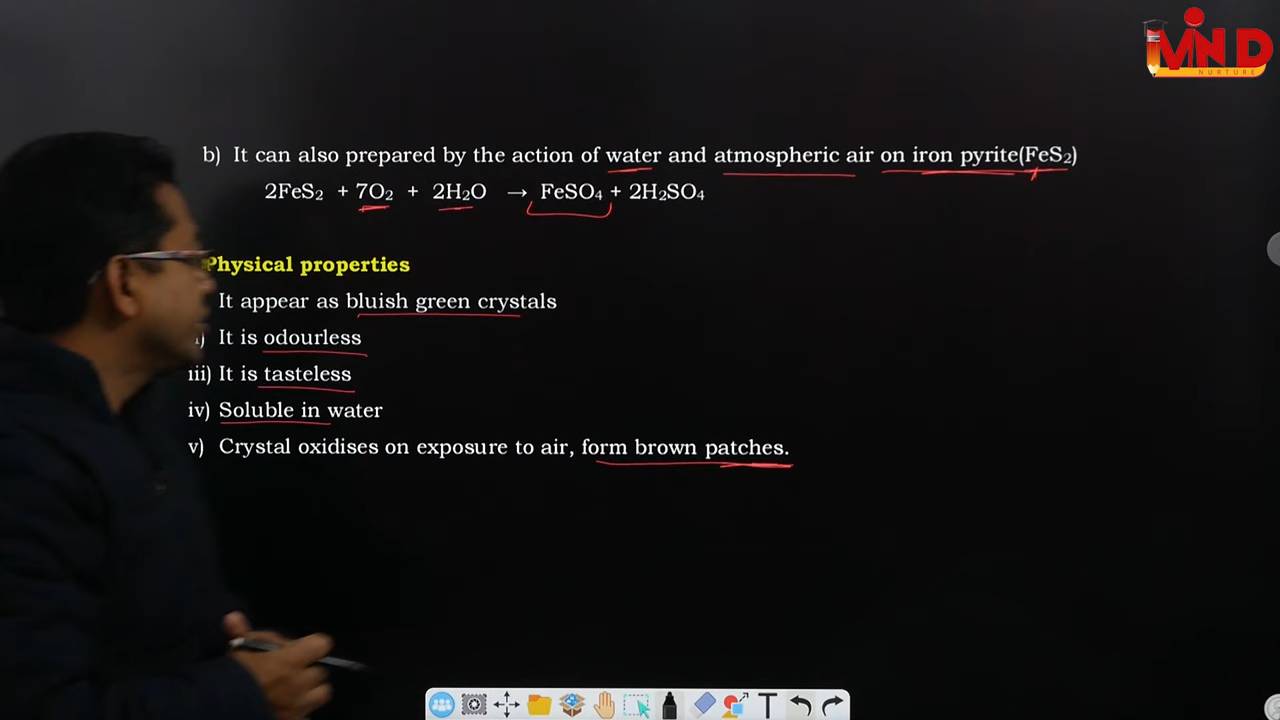 MIND
NURTURE
b) It can also prepared by the action of water and atmospheric air on iron pyrite(FeS₂)
2FeS₂ + 7O₂ + 2H₂O → FeSO₄ + 2H₂SO₄
Physical properties
It appear as bluish green crystals
) It is odourless
iii) It is tasteless
iv) Soluble in water
v) Crystal oxidises on exposure to air, form brown patches.
T